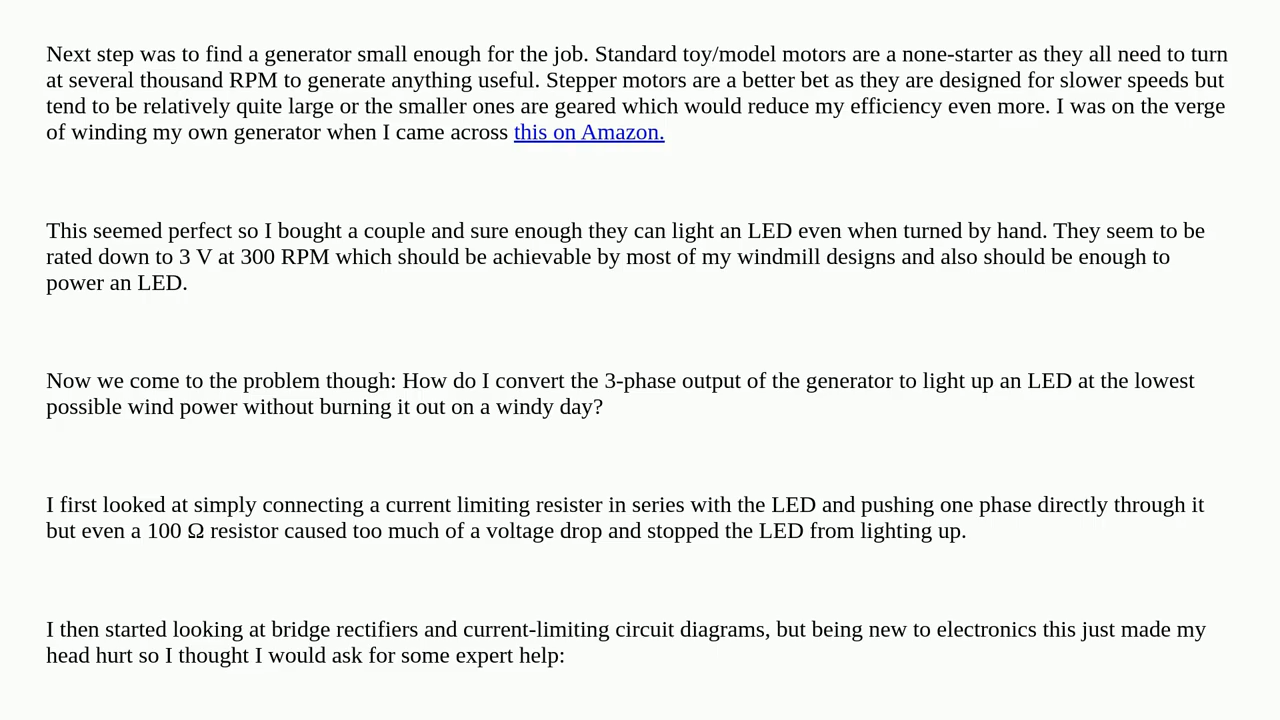 Next step was to find a generator small enough for the job. Standard toy/model motors are a none-starter as they all need to turn
at several thousand RPM to generate anything useful. Stepper motors are a better bet as they are designed for slower speeds but
tend to be relatively quite large or the smaller ones are geared which would reduce my efficiency even more. I was on the verge
of winding my own generator when I came across this on Amazon.
This seemed perfect so I bought a couple and sure enough they can light an LED even when turned by hand. They seem to be
rated down to 3 V at 300 RPM which should be achievable by most of my windmill designs and also should be enough to
power an LED.
Now we come to the problem though: How do I convert the 3-phase output of the generator to light up an LED at the lowest
possible wind power without burning it out on a windy day?
I first looked at simply connecting a current limiting resister in series with the LED and pushing one phase directly through it
but even a 100 Ω resistor caused too much of a voltage drop and stopped the LED from lighting up.
I then started looking at bridge rectifiers and current-limiting circuit diagrams, but being new to electronics this just made my
head hurt so I thought I would ask for some expert help: